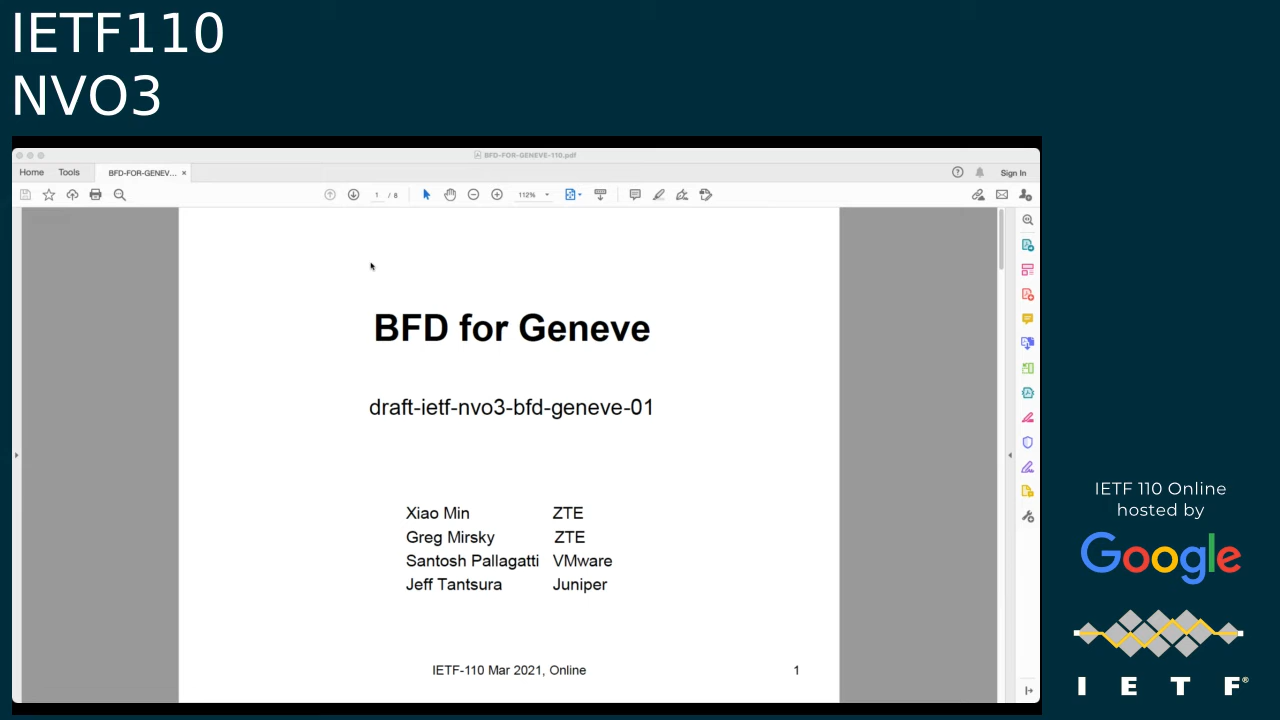 IETF110
NVO3
BFD-FOR-GENEVE-110.pdf
Home Tools BFD-FOR-GENEV... × Sign In
1 / 8 112%
BFD for Geneve
draft-ietf-nvo3-bfd-geneve-01
Xiao Min ZTE
Greg Mirsky ZTE
Santosh Pallagatti VMware
Jeff Tantsura Juniper
IETF-110 Mar 2021, Online 1
IETF 110 Online
hosted by
Google
I E T F®